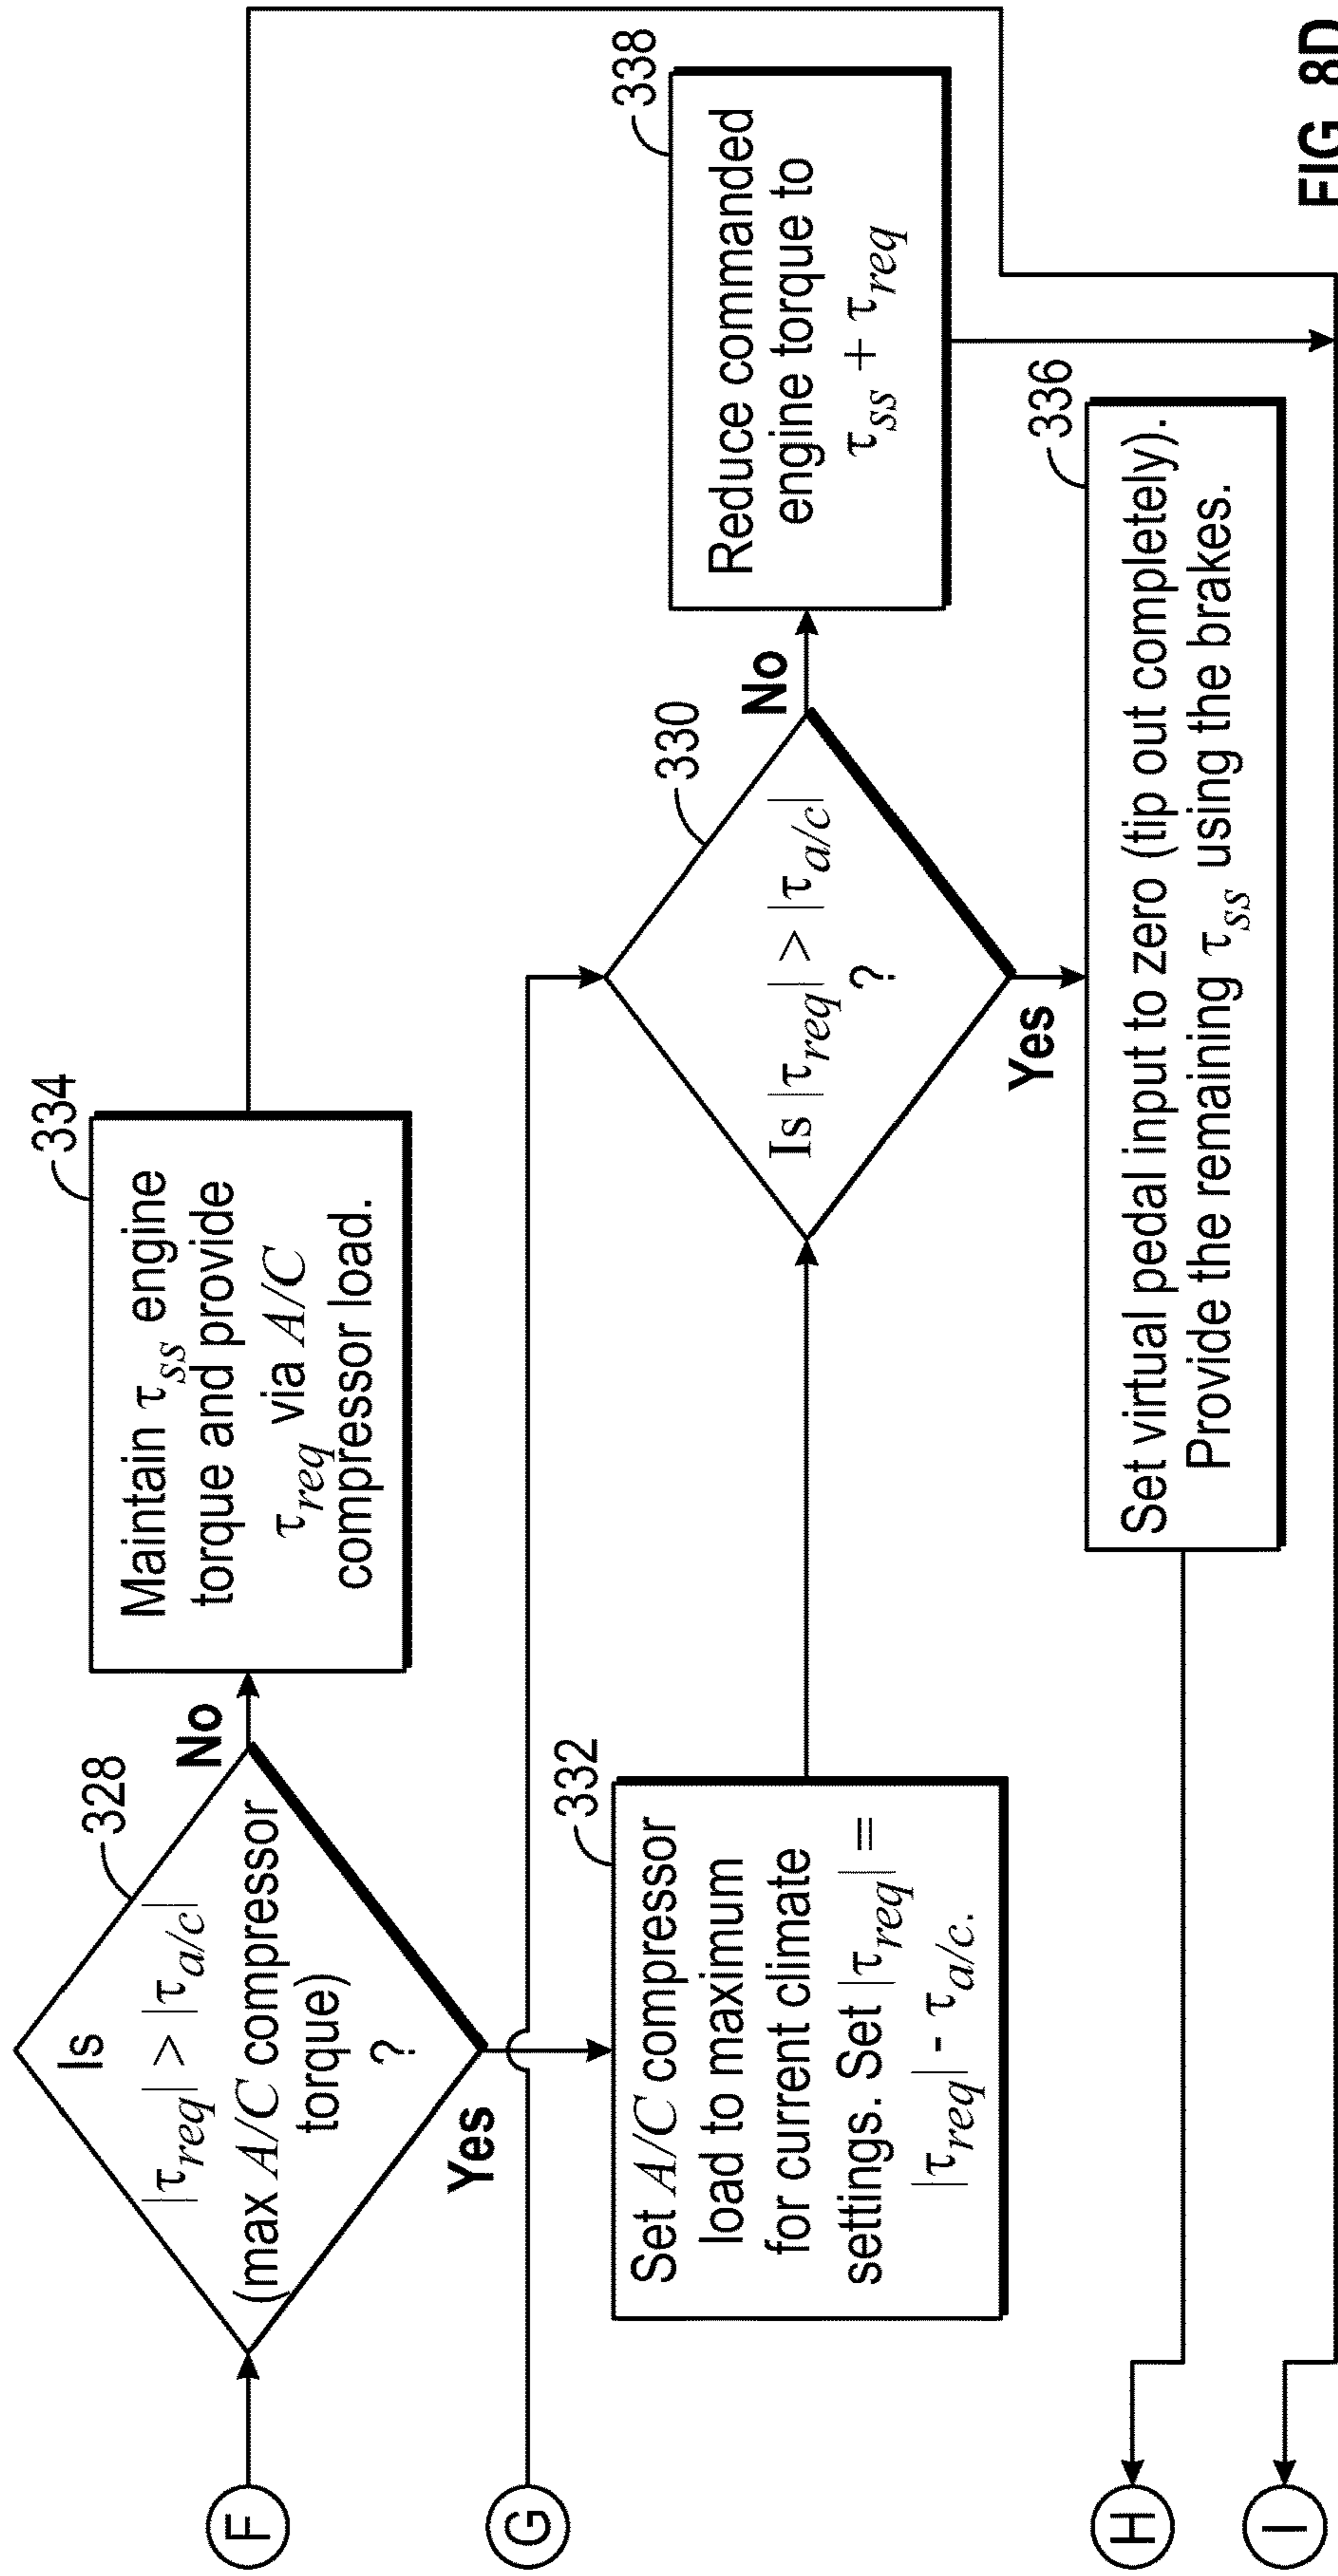 F
Is
|τreq| > |τa/c|
(max A/C compressor
torque)
?
328
No
Yes
Maintain τss engine
torque and provide
τreq via A/C
compressor load.
334
G
Set A/C compressor
load to maximum
for current climate
settings. Set |τreq| =
|τreq| - τa/c.
332
Is |τreq| > |τa/c|
?
330
No
Yes
Reduce commanded
engine torque to
τss + τreq
338
Set virtual pedal input to zero (tip out completely).
Provide the remaining τss using the brakes.
336
H
I
FIG. 8D